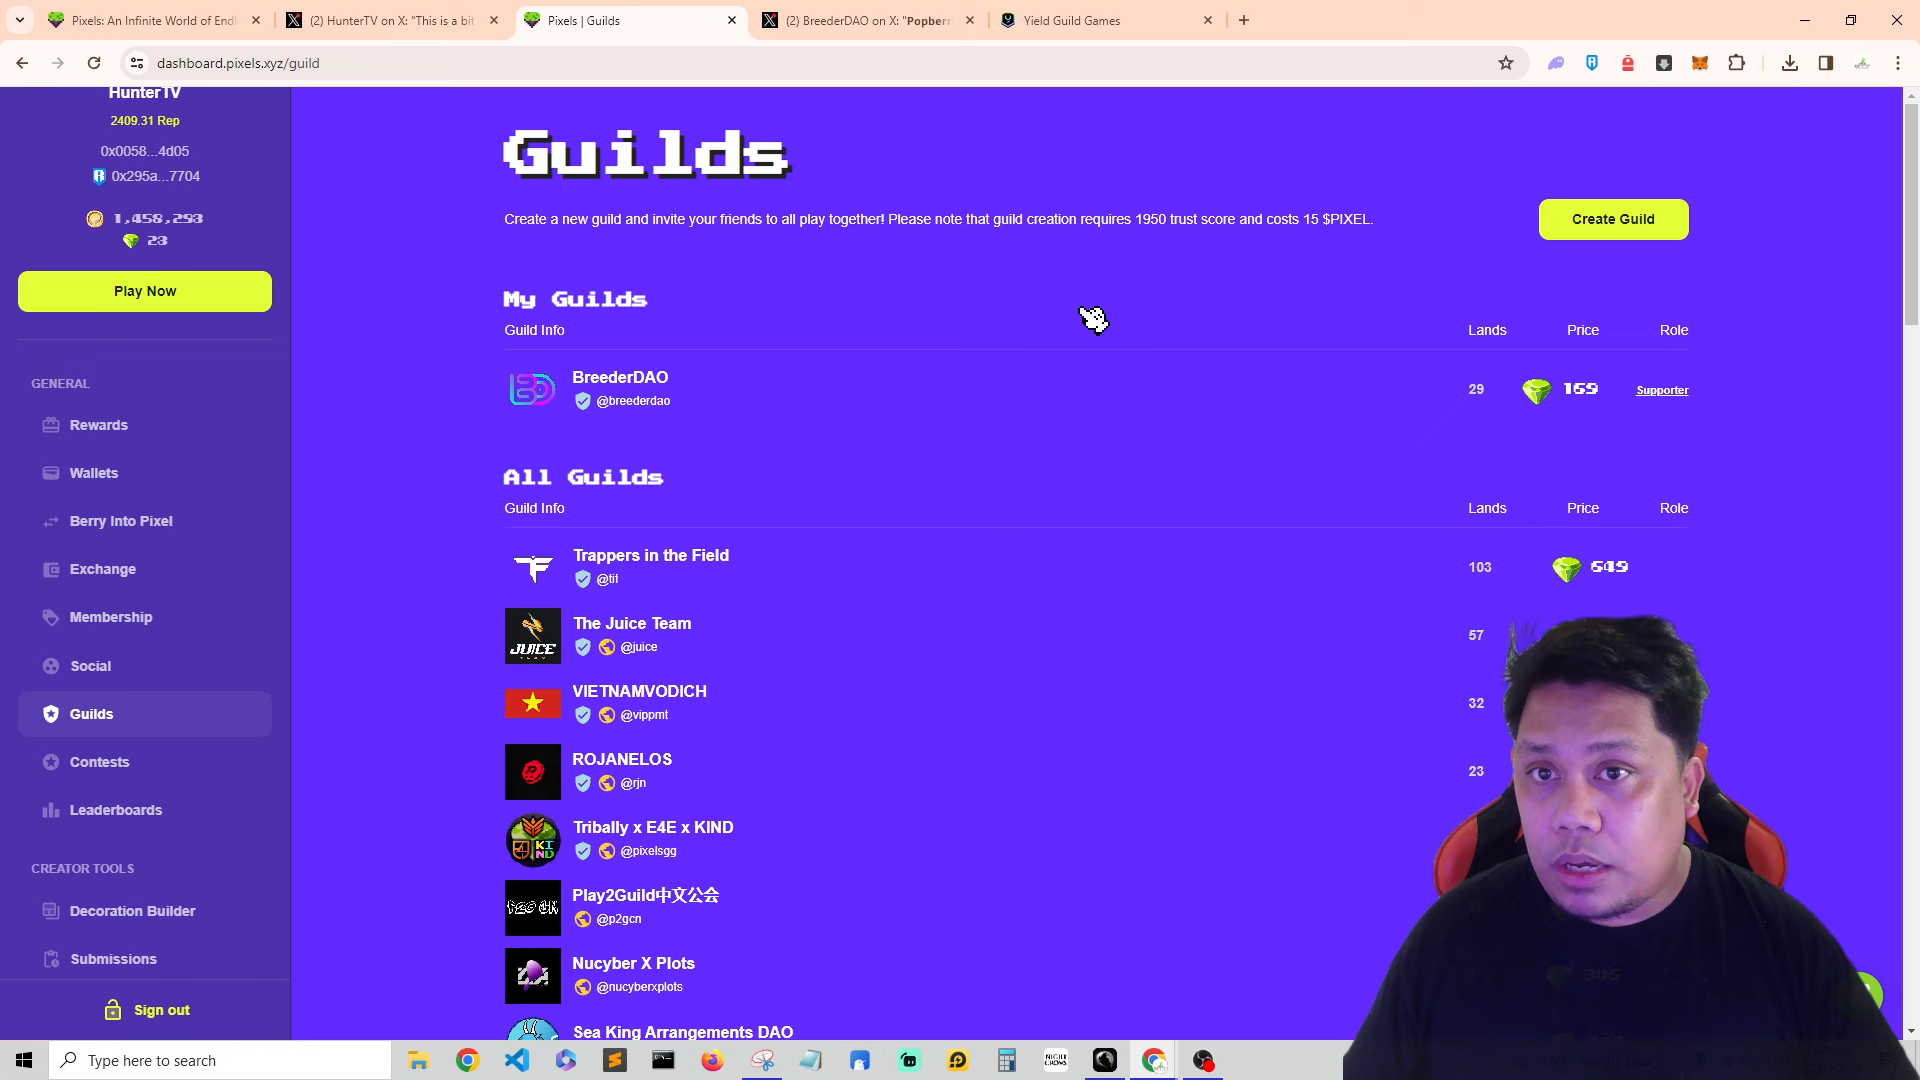 Pixels: An Infinite World of Endl
(2) HunterTV on X: "This is a bit
Pixels | Guilds
(2) BreederDAO on X: "Popberr
Yield Guild Games
dashboard.pixels.xyz/guild
HunterTV
2409.31 Rep
0x0058...4d05
0x295a...7704
1,458,293
23
Play Now
GENERAL
Rewards
Wallets
Berry Into Pixel
Exchange
Membership
Social
Guilds
Contests
Leaderboards
CREATOR TOOLS
Decoration Builder
Submissions
Sign out
Guilds
Create a new guild and invite your friends to all play together! Please note that guild creation requires 1950 trust score and costs 15 $PIXEL.
Create Guild
My Guilds
Guild Info Lands Price Role
BreederDAO
@breederdao
29 169 Supporter
All Guilds
Guild Info Lands Price Role
Trappers in the Field
@tif
103 649
The Juice Team
@juice
57
JUICE
VIETNAMVODICH
@vippmt
32
ROJANELOS
@rjn
23
Tribally x E4E x KIND
@pixelsgg
Play2Guild中文公会
@p2gcn
Nucyber X Plots
@nucyberxplots
305
Sea King Arrangements DAO
Type here to search
NIGHT CROWS